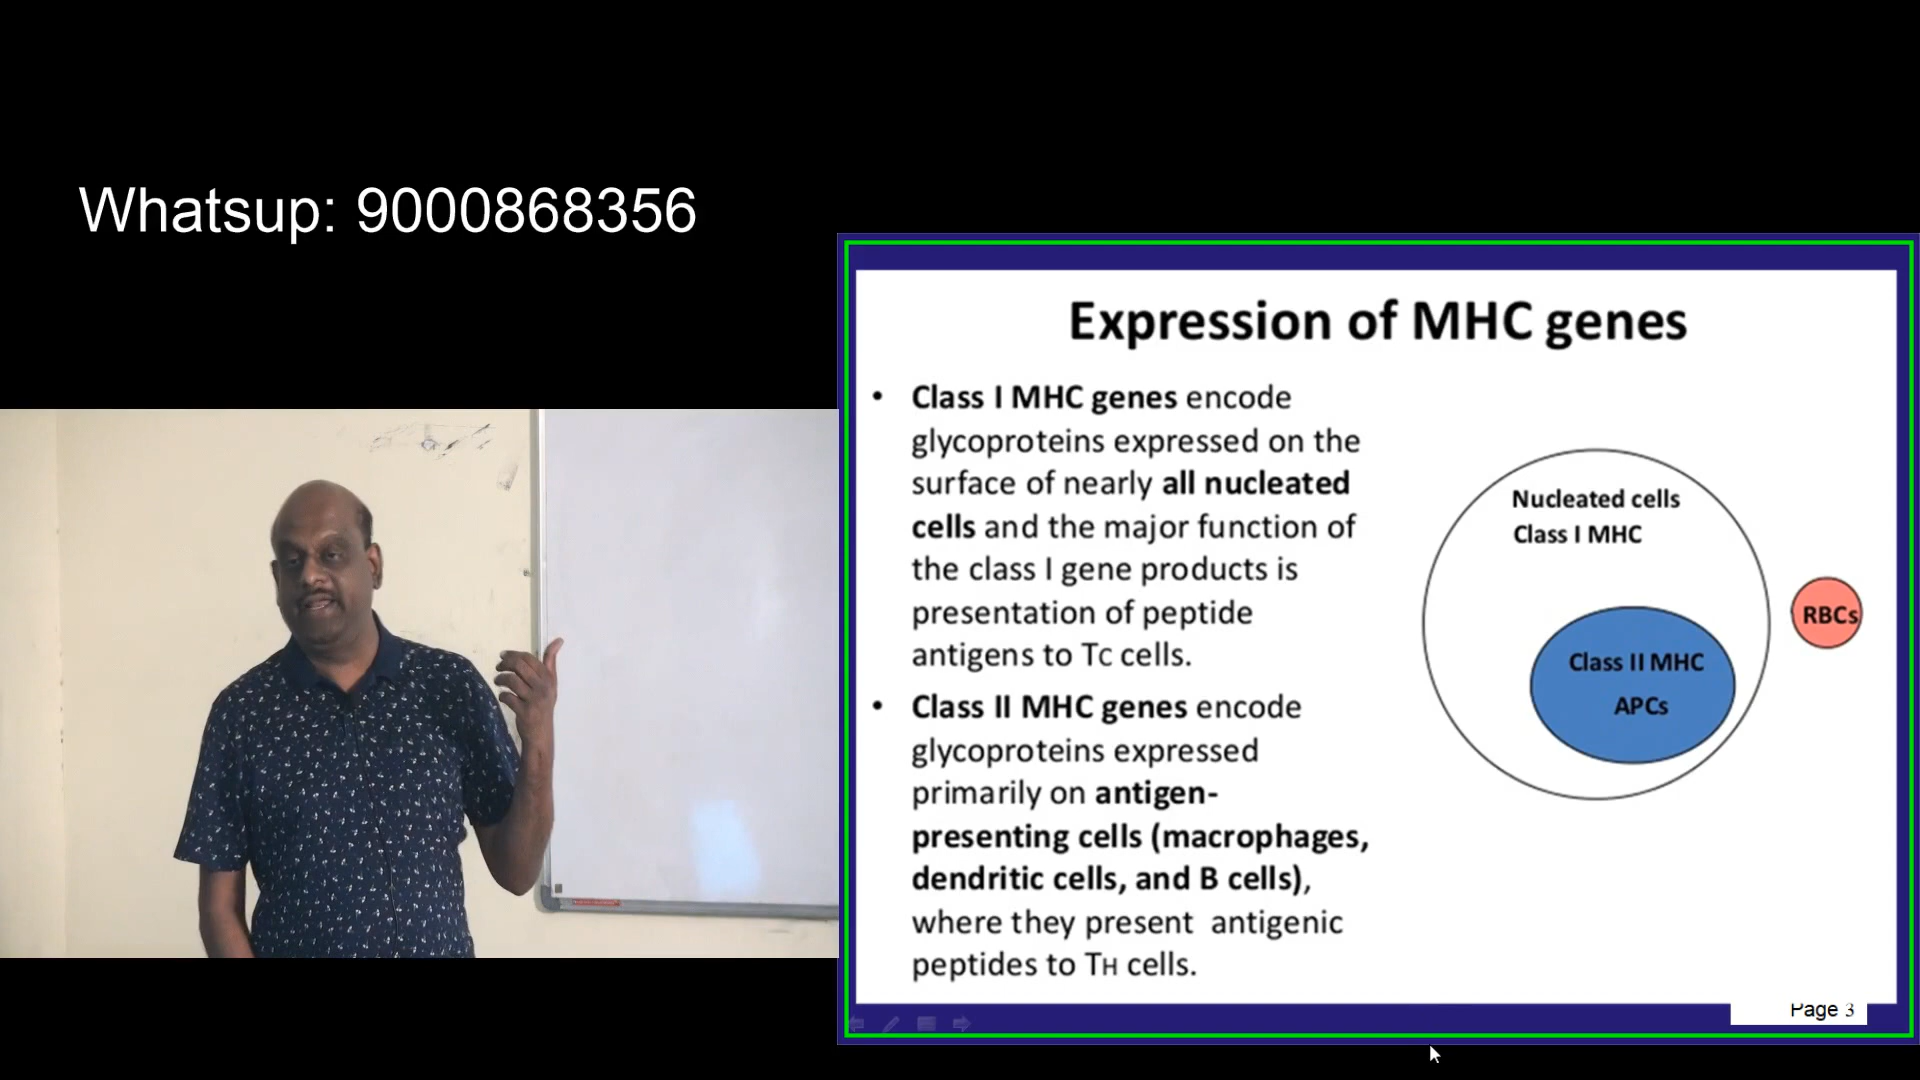 Whatsup: 9000868356
Expression of MHC genes
• Class I MHC genes encode
glycoproteins expressed on the
surface of nearly all nucleated
cells and the major function of
the class I gene products is
presentation of peptide
antigens to TC cells.
• Class II MHC genes encode
glycoproteins expressed
primarily on antigen-
presenting cells (macrophages,
dendritic cells, and B cells),
where they present antigenic
peptides to TH cells.
Nucleated cells
Class I MHC
Class II MHC
APCs
RBCs
Page 3